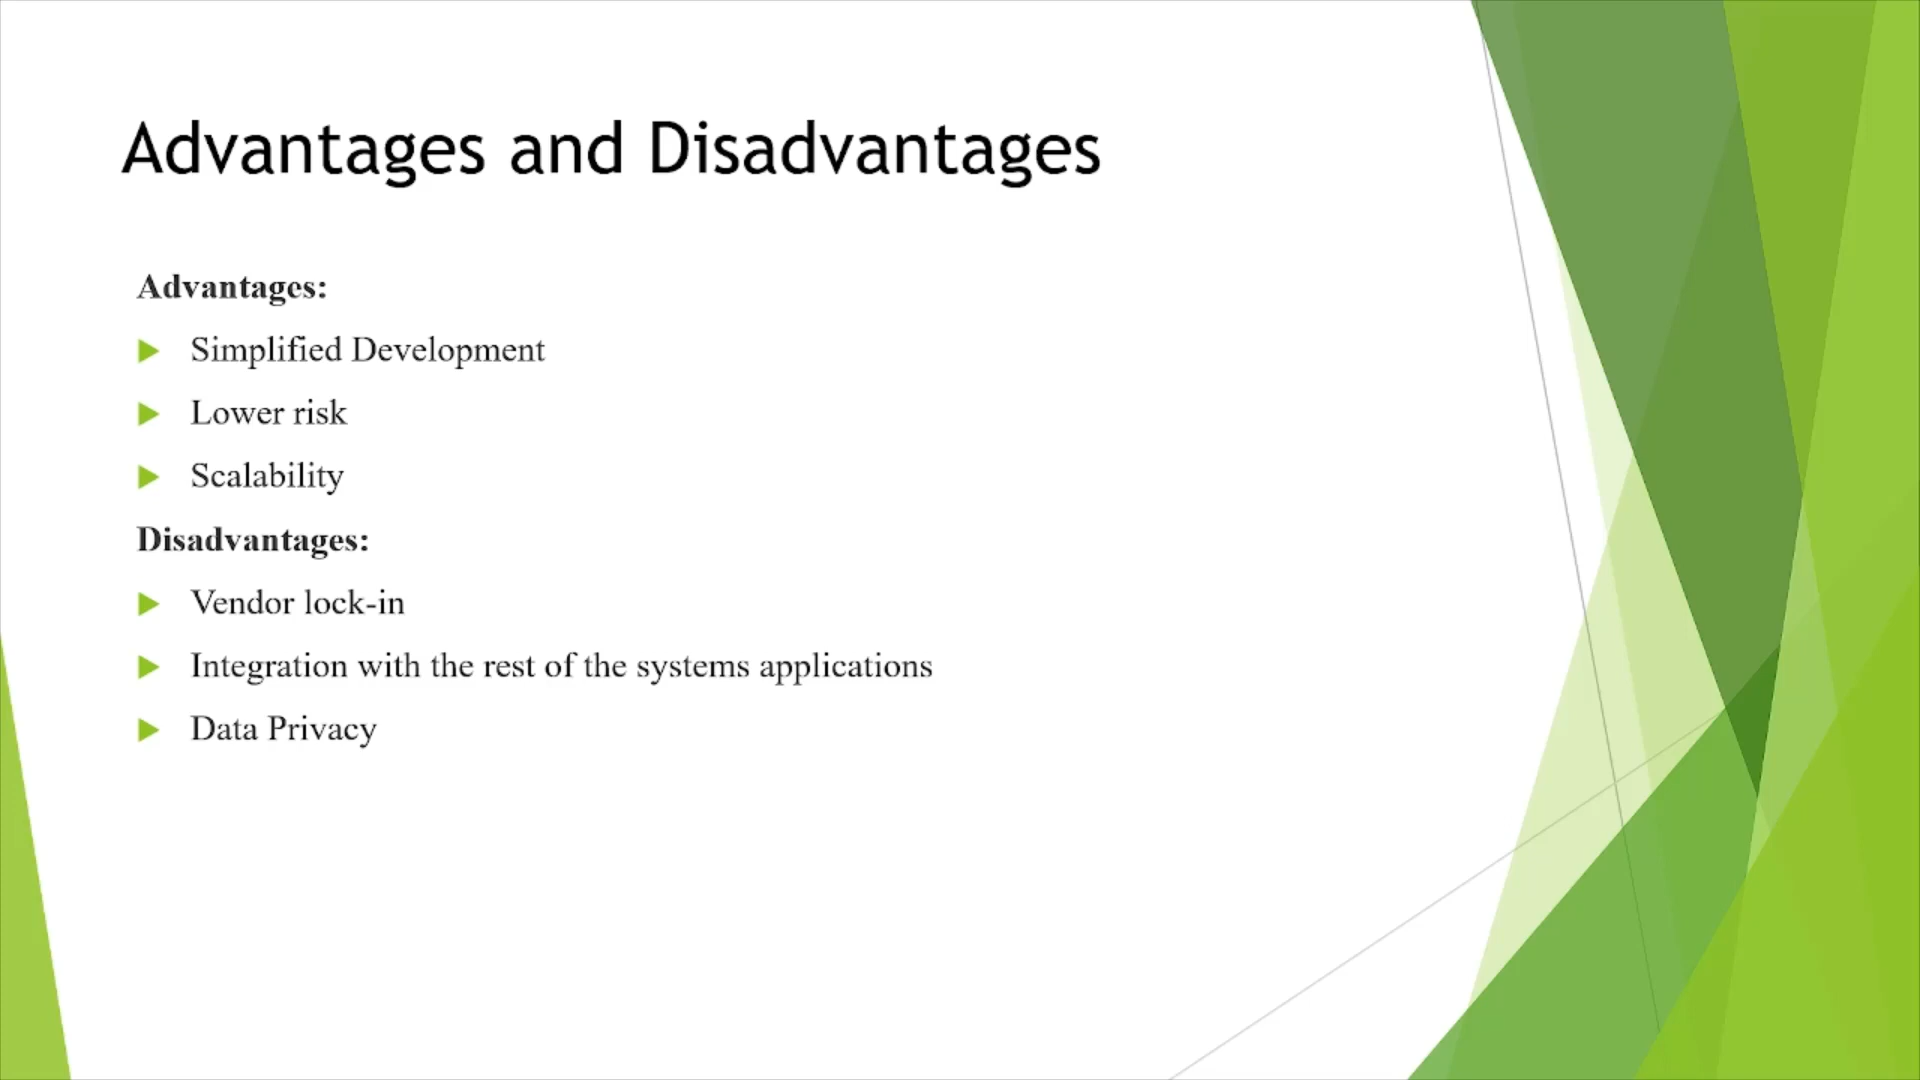 Advantages and Disadvantages
Advantages:
Simplified Development
Lower risk
Scalability
Disadvantages:
Vendor lock-in
Integration with the rest of the systems applications
Data Privacy